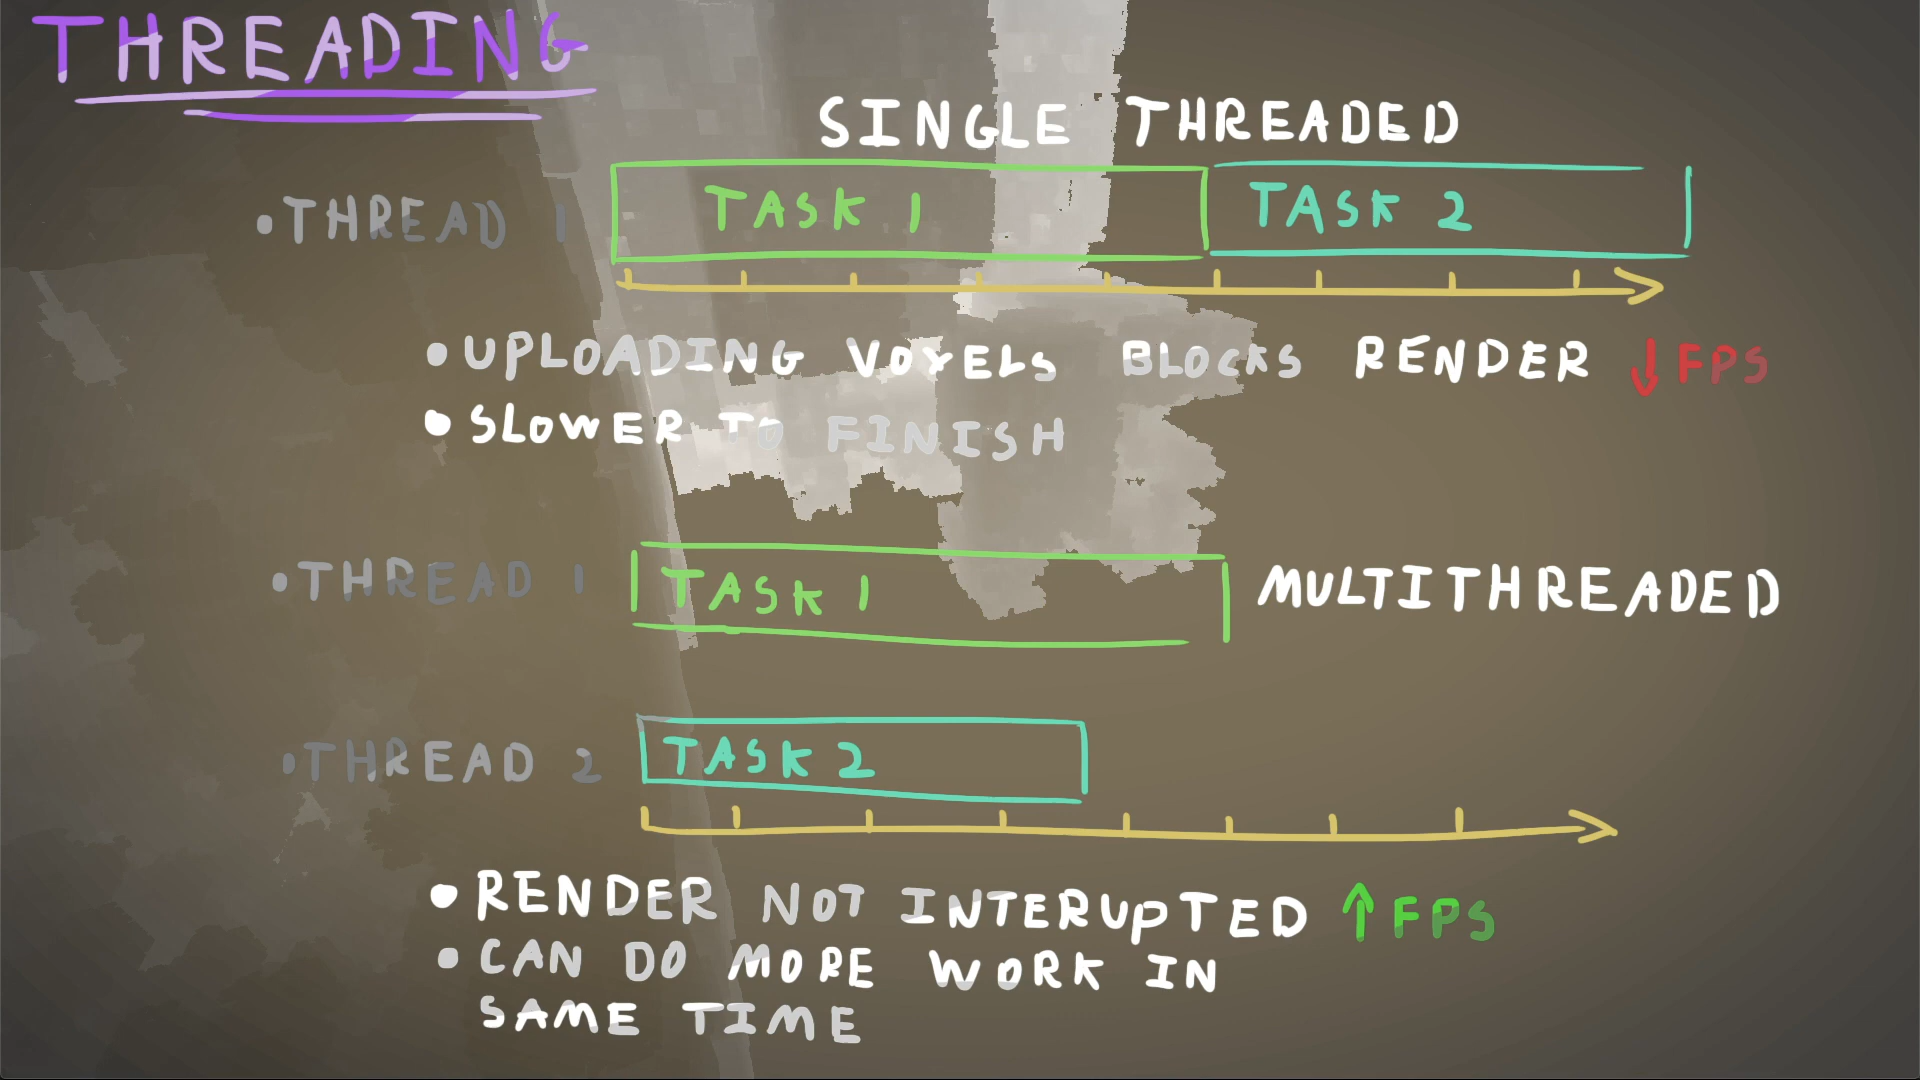 THREADING
SINGLE THREADED
•THREAD 1 TASK 1 TASK 2
•UPLOADING VOXELS BLOCKS RENDER ↓FPS
•SLOWER TO FINISH
•THREAD 1 TASK 1 MULTITHREADED
•THREAD 2 TASK 2
•RENDER NOT INTERUPTED ↑FPS
•CAN DO MORE WORK IN
SAME TIME